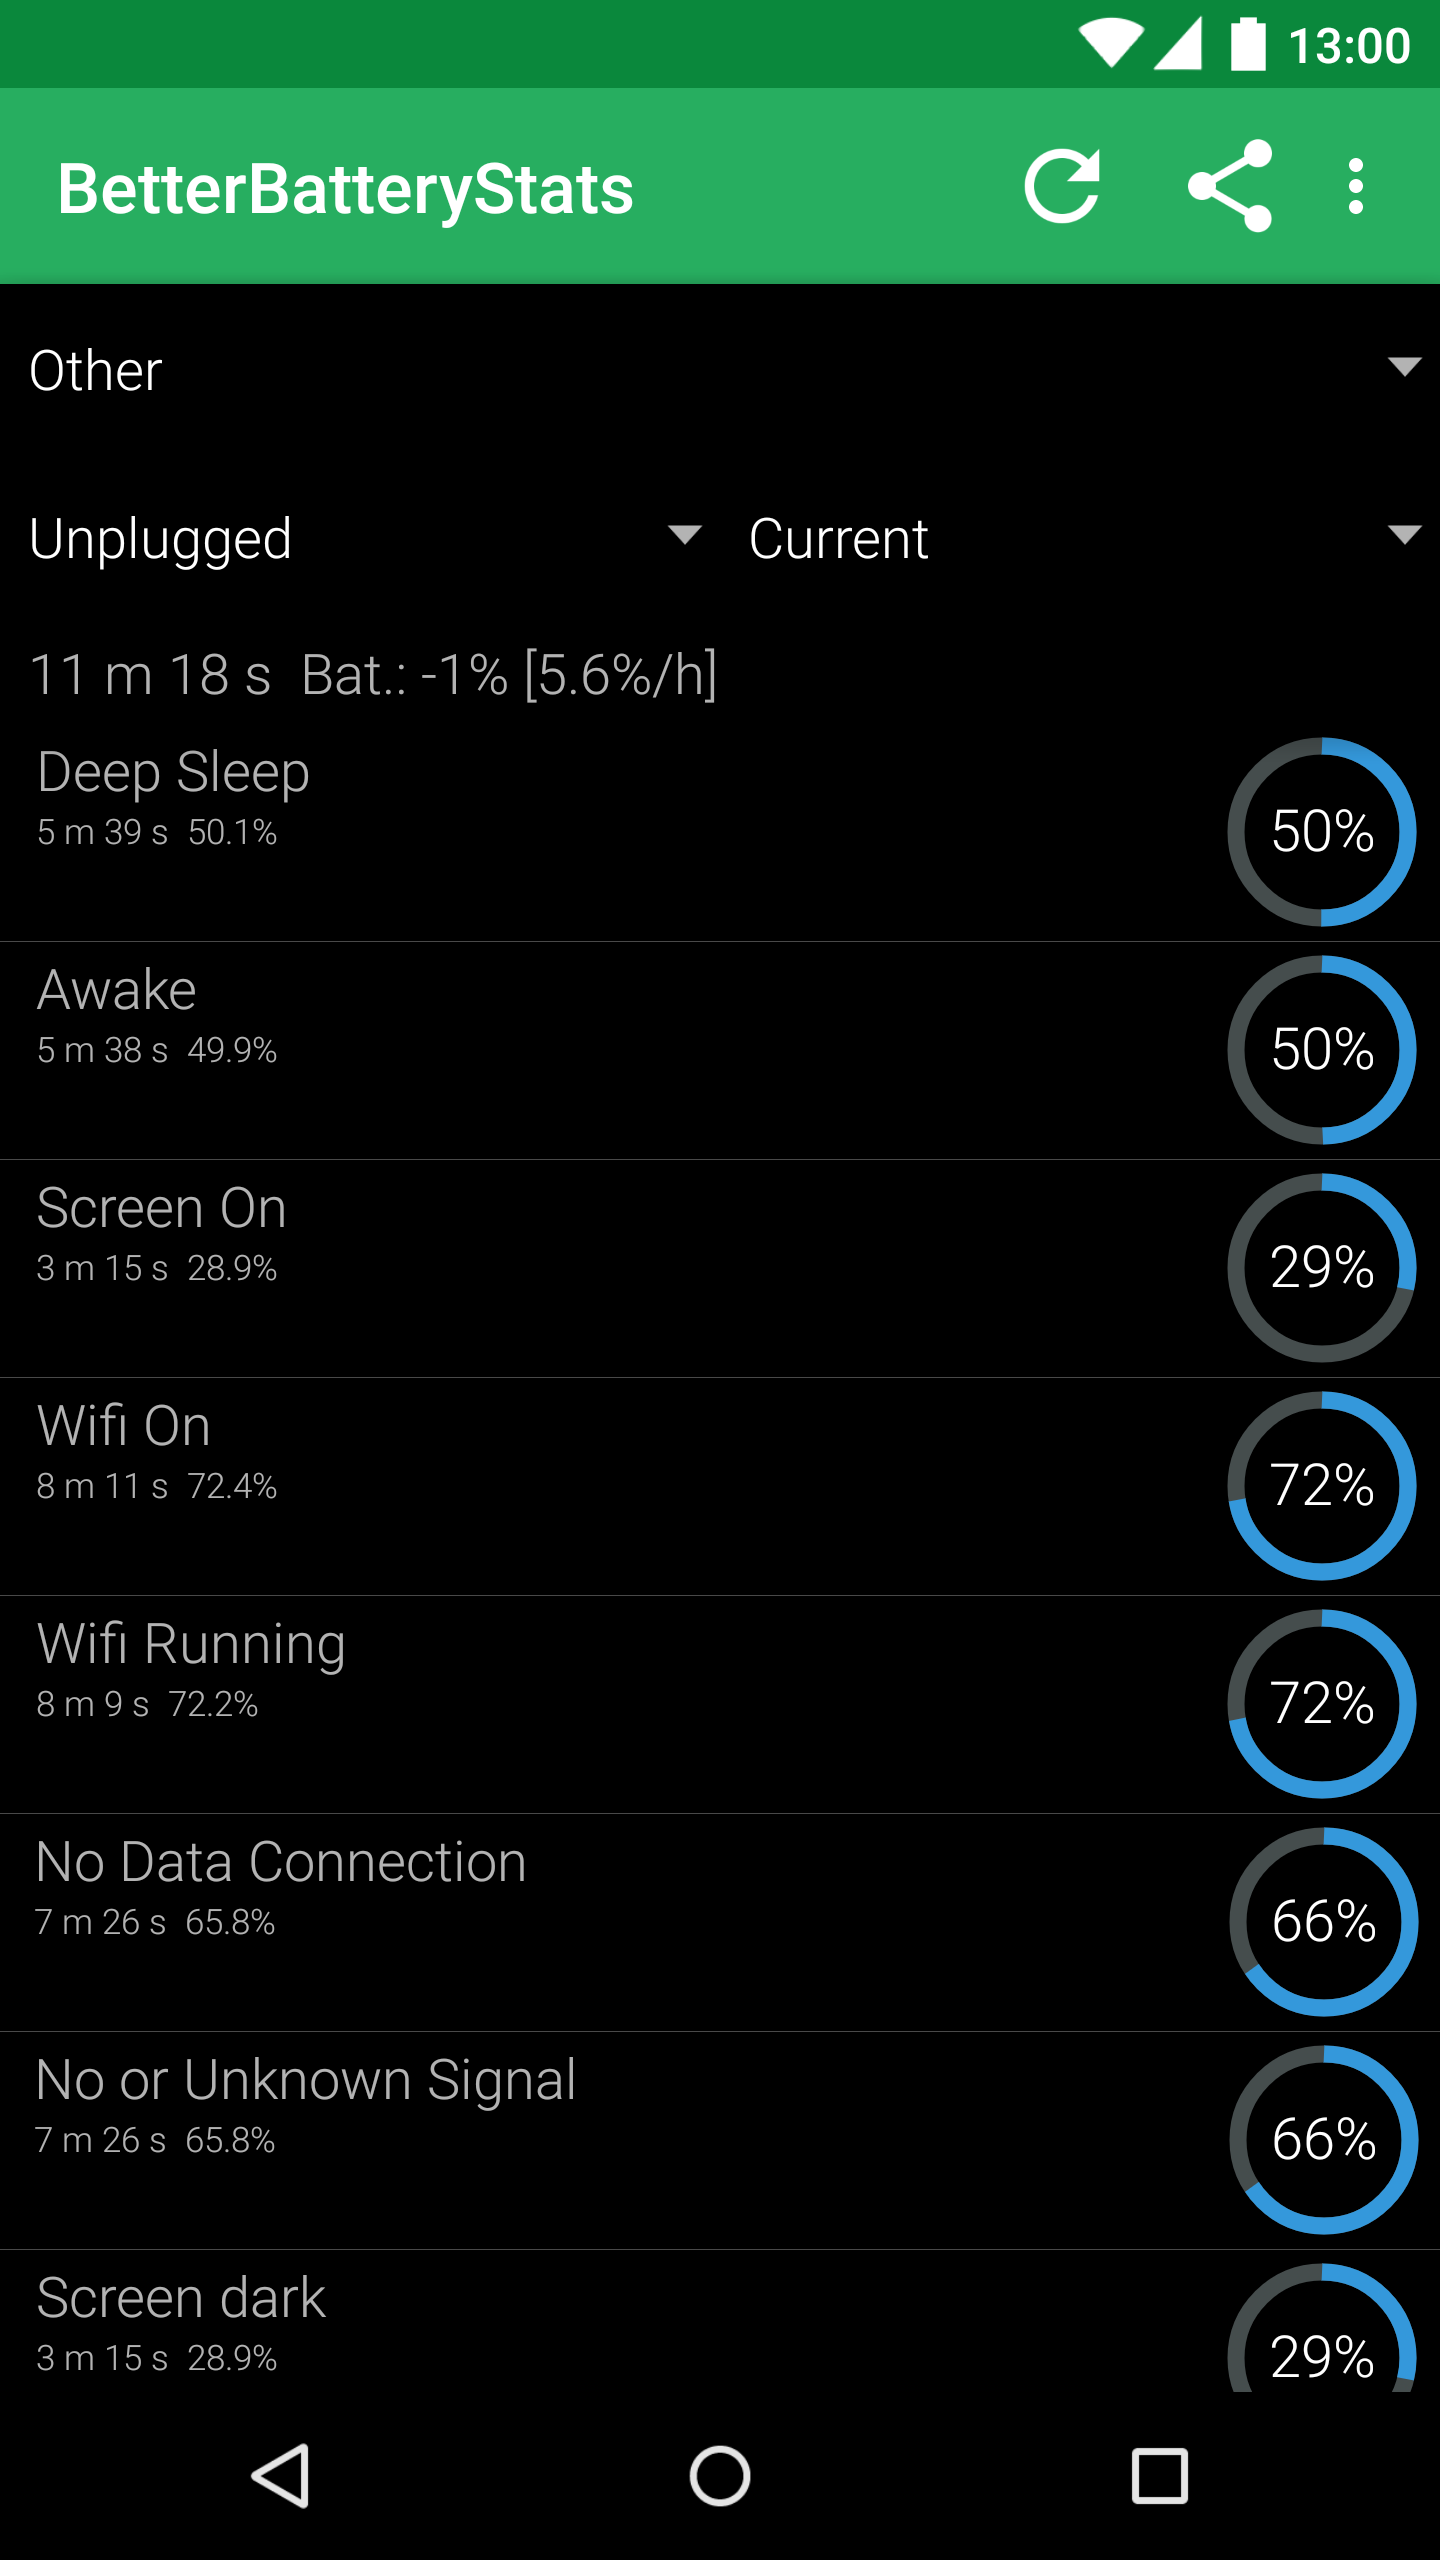 13:00
BetterBatteryStats
Other
Unplugged Current
11 m 18 s Bat.: -1% [5.6%/h]
Deep Sleep
5 m 39 s 50.1%
50%
Awake
5 m 38 s 49.9%
50%
Screen On
3 m 15 s 28.9%
29%
Wifi On
8 m 11 s 72.4%
72%
Wifi Running
8 m 9 s 72.2%
72%
No Data Connection
7 m 26 s 65.8%
66%
No or Unknown Signal
7 m 26 s 65.8%
66%
Screen dark
3 m 15 s 28.9%
29%